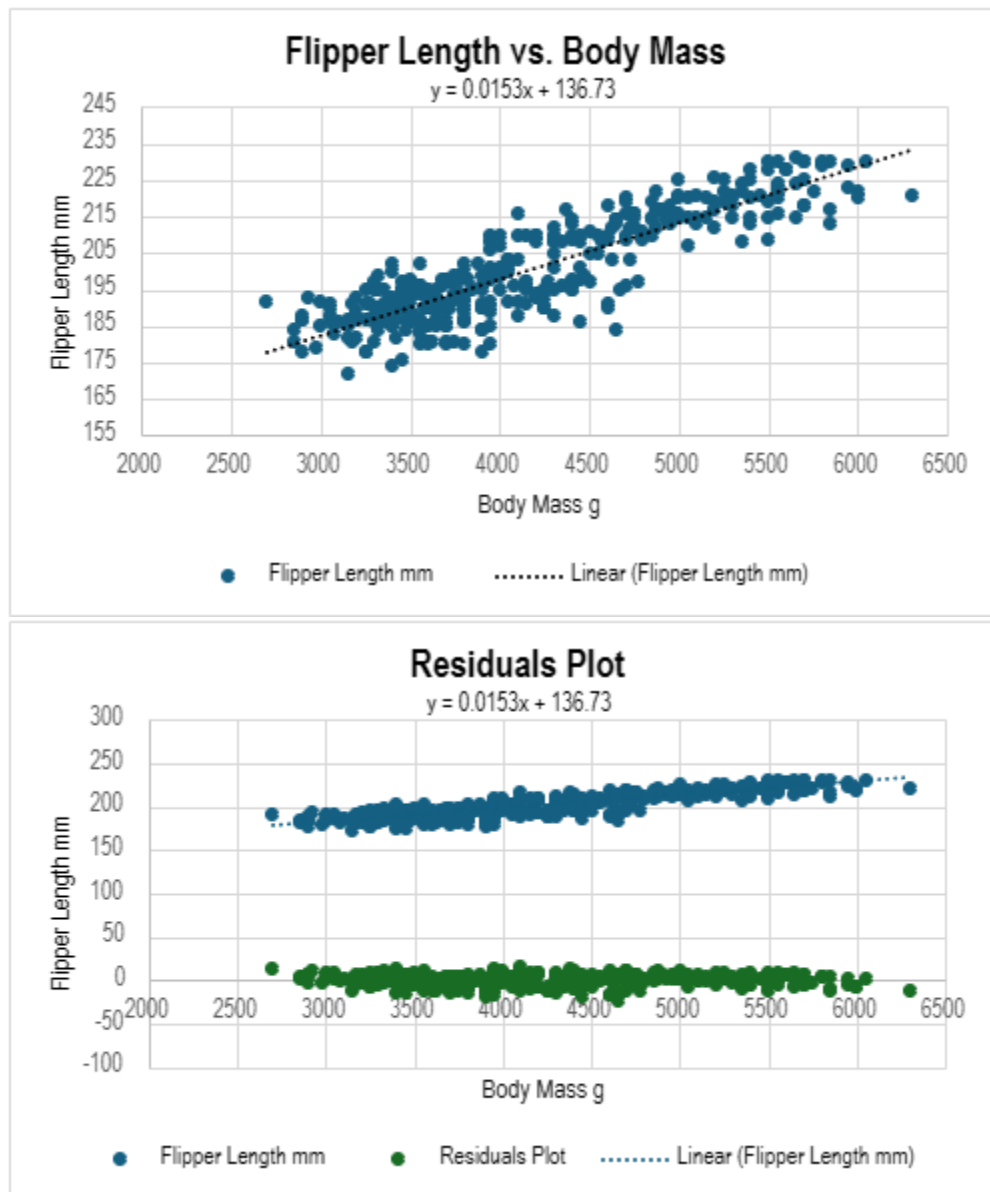 Flipper Length vs. Body Mass
y = 0.0153x + 136.73
245
235
225
215
205
195
185
175
165
155
Flipper Length mm
2000 2500 3000 3500 4000 4500 5000 5500 6000 6500
Body Mass g
Flipper Length mm Linear (Flipper Length mm)
Residuals Plot
y = 0.0153x + 136.73
300
250
200
150
100
50
0
-50
-100
Flipper Length mm
2000 2500 3000 3500 4000 4500 5000 5500 6000 6500
Body Mass g
Flipper Length mm Residuals Plot Linear (Flipper Length mm)